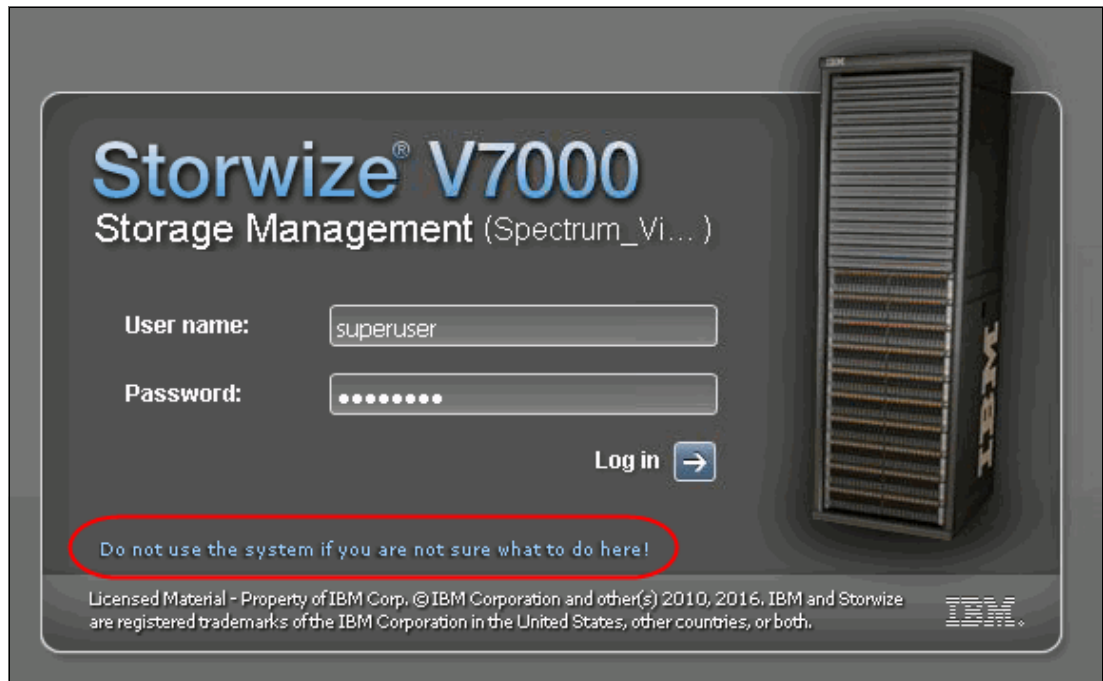 IBM
Storwize® V7000
Storage Management (Spectrum_Vi... )
User name:
superuser
Password:
••••••••
Log in
IBM
Do not use the system if you are not sure what to do here!
Licensed Material - Property of IBM Corp. © IBM Corporation and other(s) 2010, 2016. IBM and Storwize
are registered trademarks of the IBM Corporation in the United States, other countries, or both.
IBM.